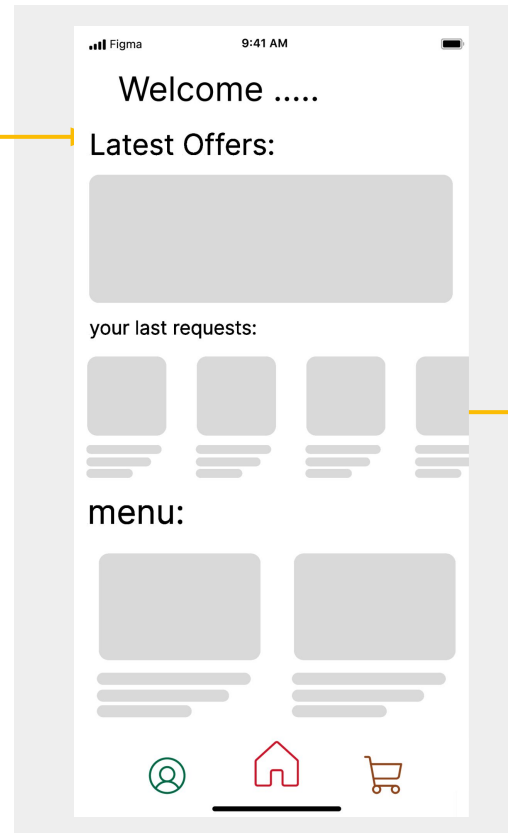 Figma 9:41 AM
Welcome .....
Latest Offers:
your last requests:
menu: